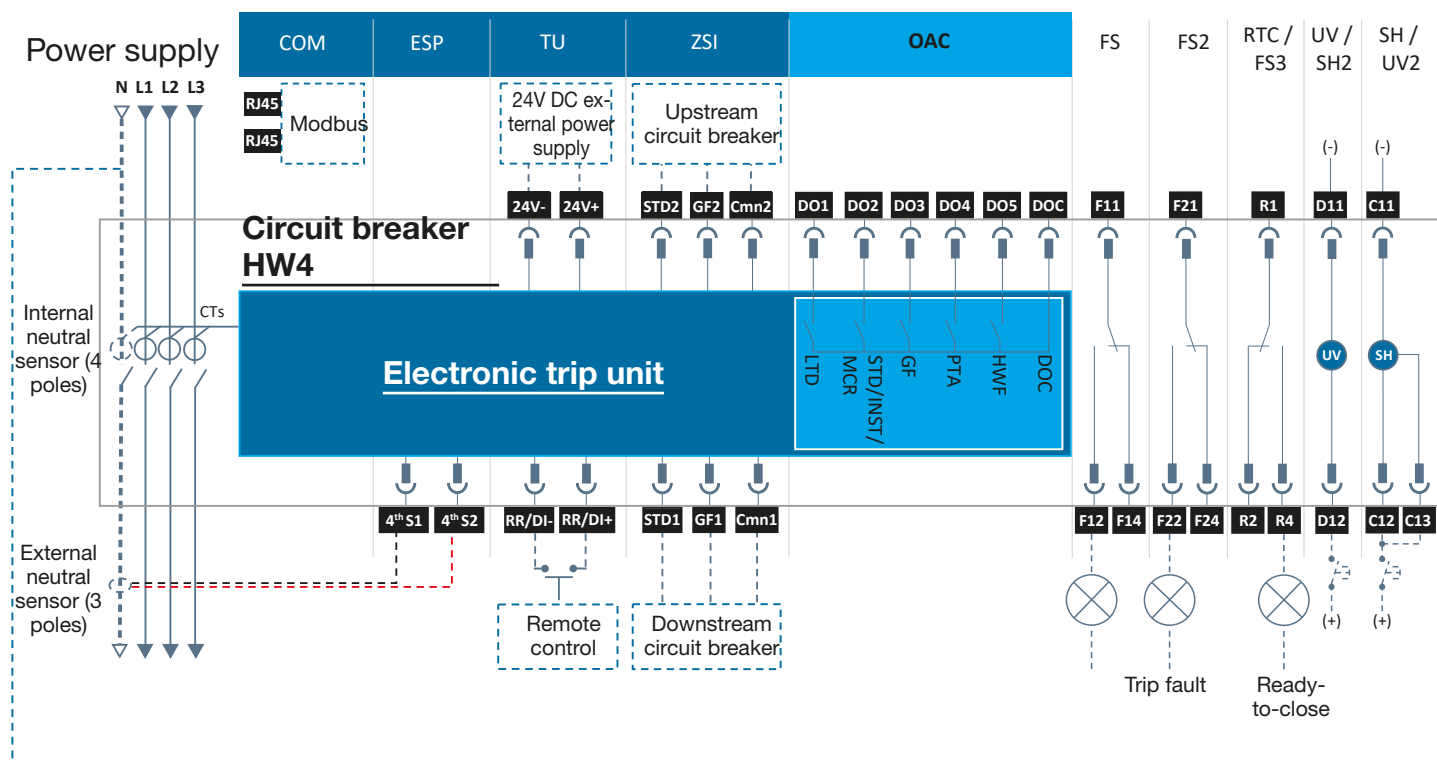 Power supply
COM
ESP
TU
ZSI
OAC
FS
FS2
RTC /
FS3
UV /
SH2
SH /
UV2
N L1 L2 L3
RJ45
RJ45
Modbus
24V DC ex-
ternal power
supply
Upstream
circuit breaker
(-)
(-)
24V-
24V+
STD2
GF2
Cmn2
DO1
DO2
DO3
DO4
DO5
DOC
F11
F21
R1
D11
C11
Circuit breaker
HW4
Internal
neutral
sensor (4
poles)
CTs
Electronic trip unit
LTD
STD/INST/
MCR
GF
PTA
HWF
DOC
UV
SH
4th S1
4th S2
RR/DI-
RR/DI+
STD1
GF1
Cmn1
F12
F14
F22
F24
R2
R4
D12
C12
C13
External
neutral
sensor (3
poles)
Remote
control
Downstream
circuit breaker
(+)
(+)
Trip fault
Ready-
to-close